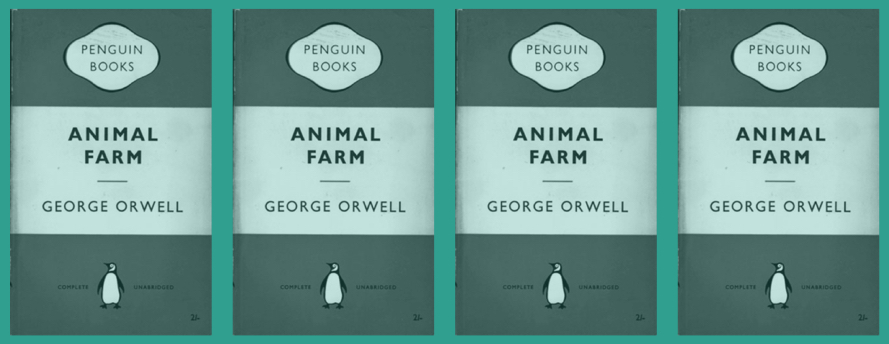 PENGUIN
BOOKS
ANIMAL
FARM
GEORGE ORWELL
COMPLETE UNABRIDGED
2/-
PENGUIN
BOOKS
ANIMAL
FARM
GEORGE ORWELL
COMPLETE UNABRIDGED
2/-
PENGUIN
BOOKS
ANIMAL
FARM
GEORGE ORWELL
COMPLETE UNABRIDGED
2/-
PENGUIN
BOOKS
ANIMAL
FARM
GEORGE ORWELL
COMPLETE UNABRIDGED
2/-